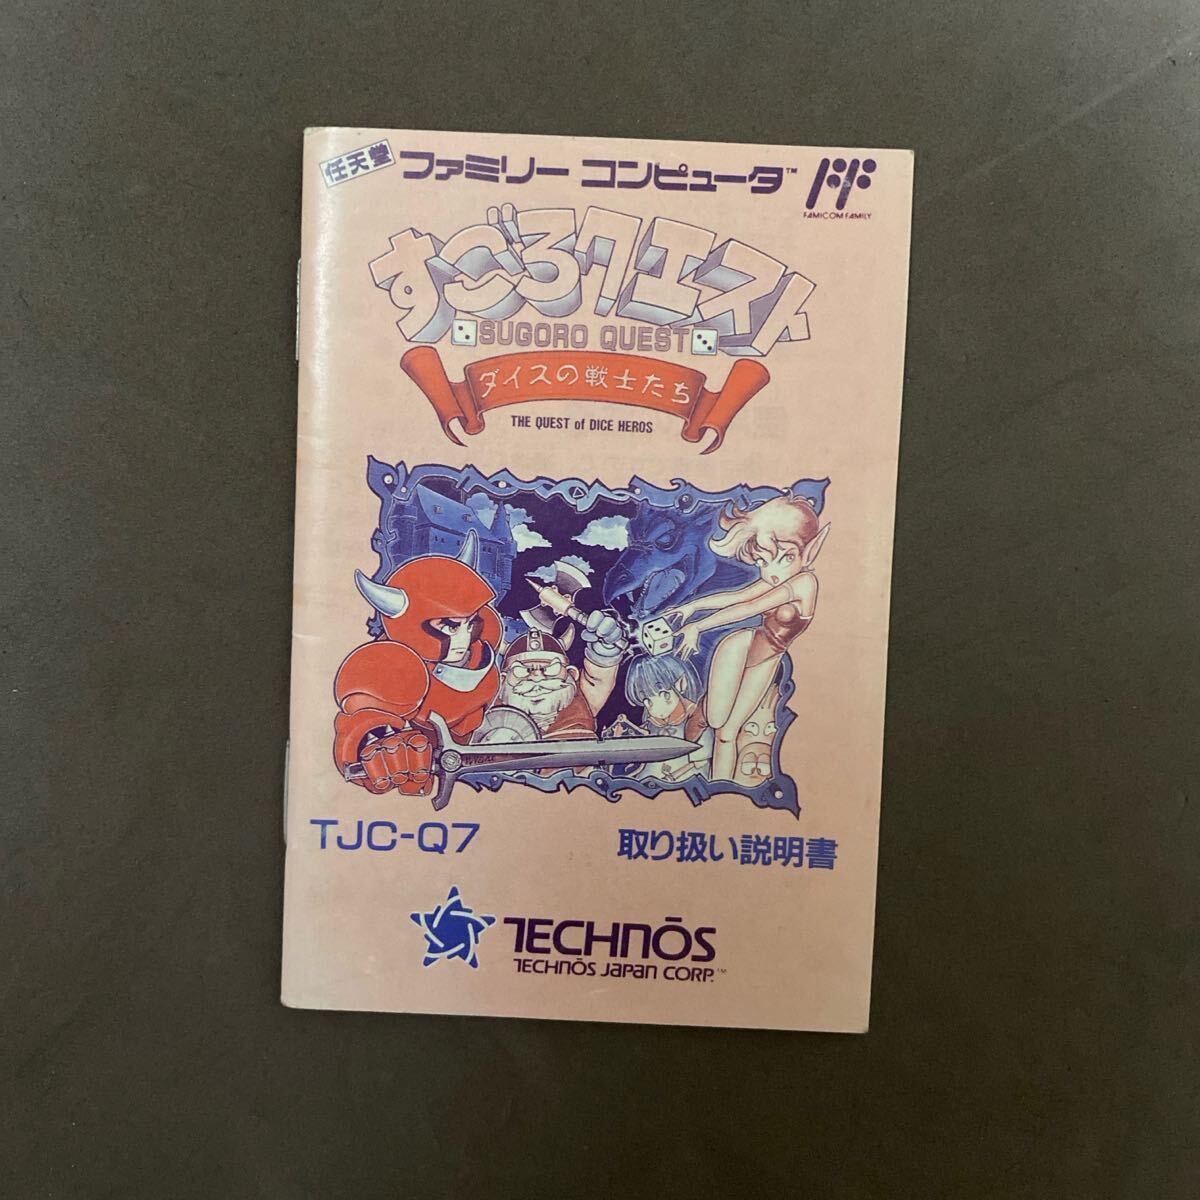 任天堂 ファミリー コンピュータ™
FAMICOM FAMILY
すごろクエスト
SUGORO QUEST
ダイスの戦士たち
THE QUEST of DICE HEROS
TJC-Q7
取り扱い説明書
TECHNŌS
TECHNŌS JAPAN CORP.™